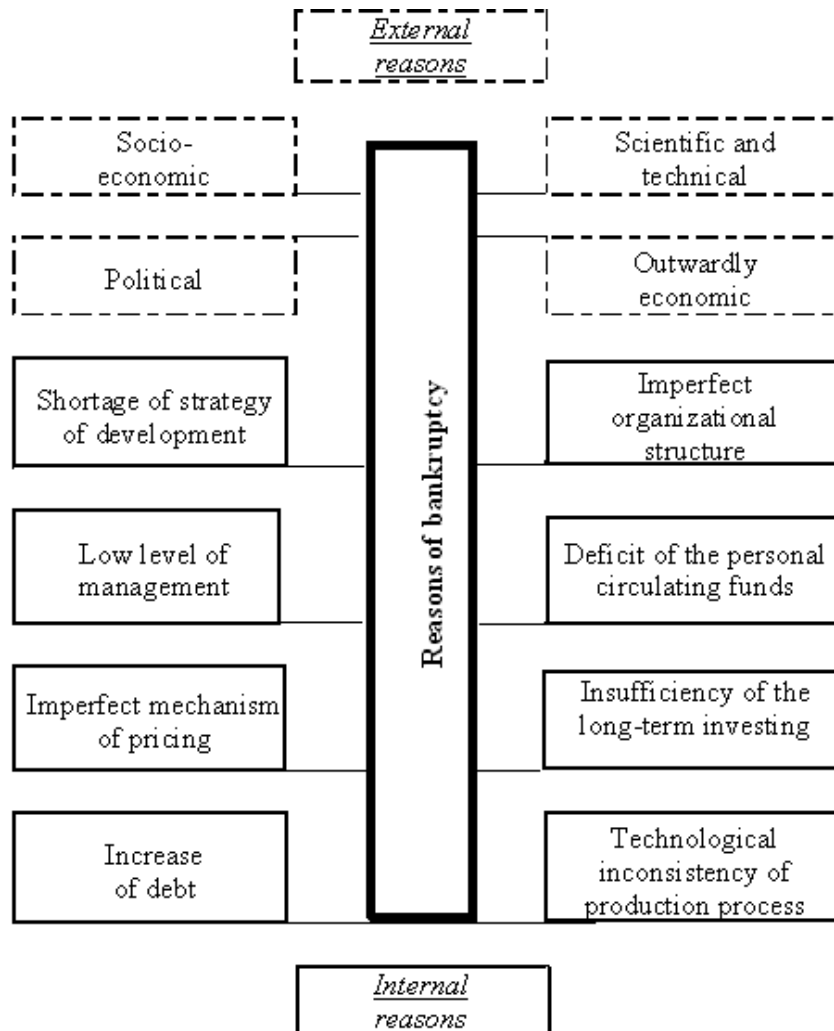 External
reasons
Socio-
economic
Scientific and
technical
Political
Outwardly
economic
Shortage of strategy
of development
Imperfect
organizational
structure
Reasons of bankruptcy
Low level of
management
Deficit of the personal
circulating funds
Imperfect mechanism
of pricing
Insufficiency of the
long-term investing
Increase
of debt
Technological
inconsistency of
production process
Internal
reasons